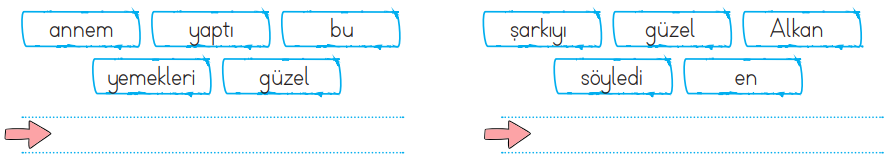 annem yaptı bu
yemekleri güzel
şarkıyı güzel Alkan
söyledi en